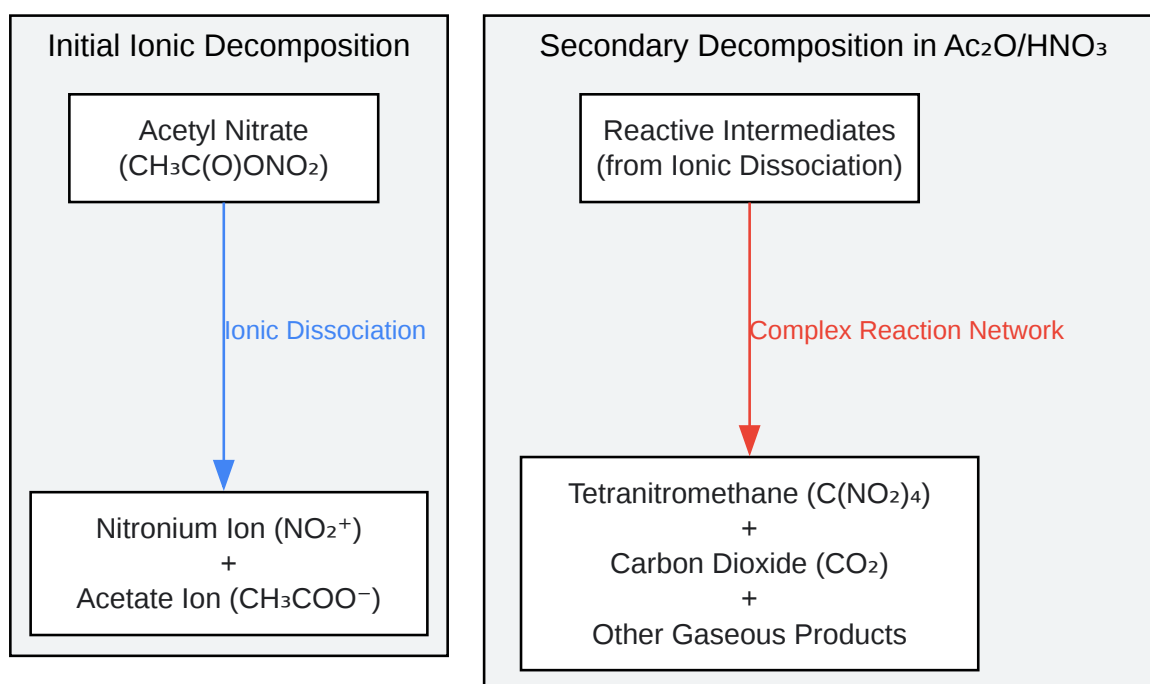 Initial Ionic Decomposition
Acetyl Nitrate
(CH₃C(O)ONO₂)
Ionic Dissociation
Nitronium Ion (NO₂⁺)
+
Acetate Ion (CH₃COO⁻)
Secondary Decomposition in Ac₂O/HNO₃
Reactive Intermediates
(from Ionic Dissociation)
Complex Reaction Network
Tetranitromethane (C(NO₂)₄)
+
Carbon Dioxide (CO₂)
+
Other Gaseous Products